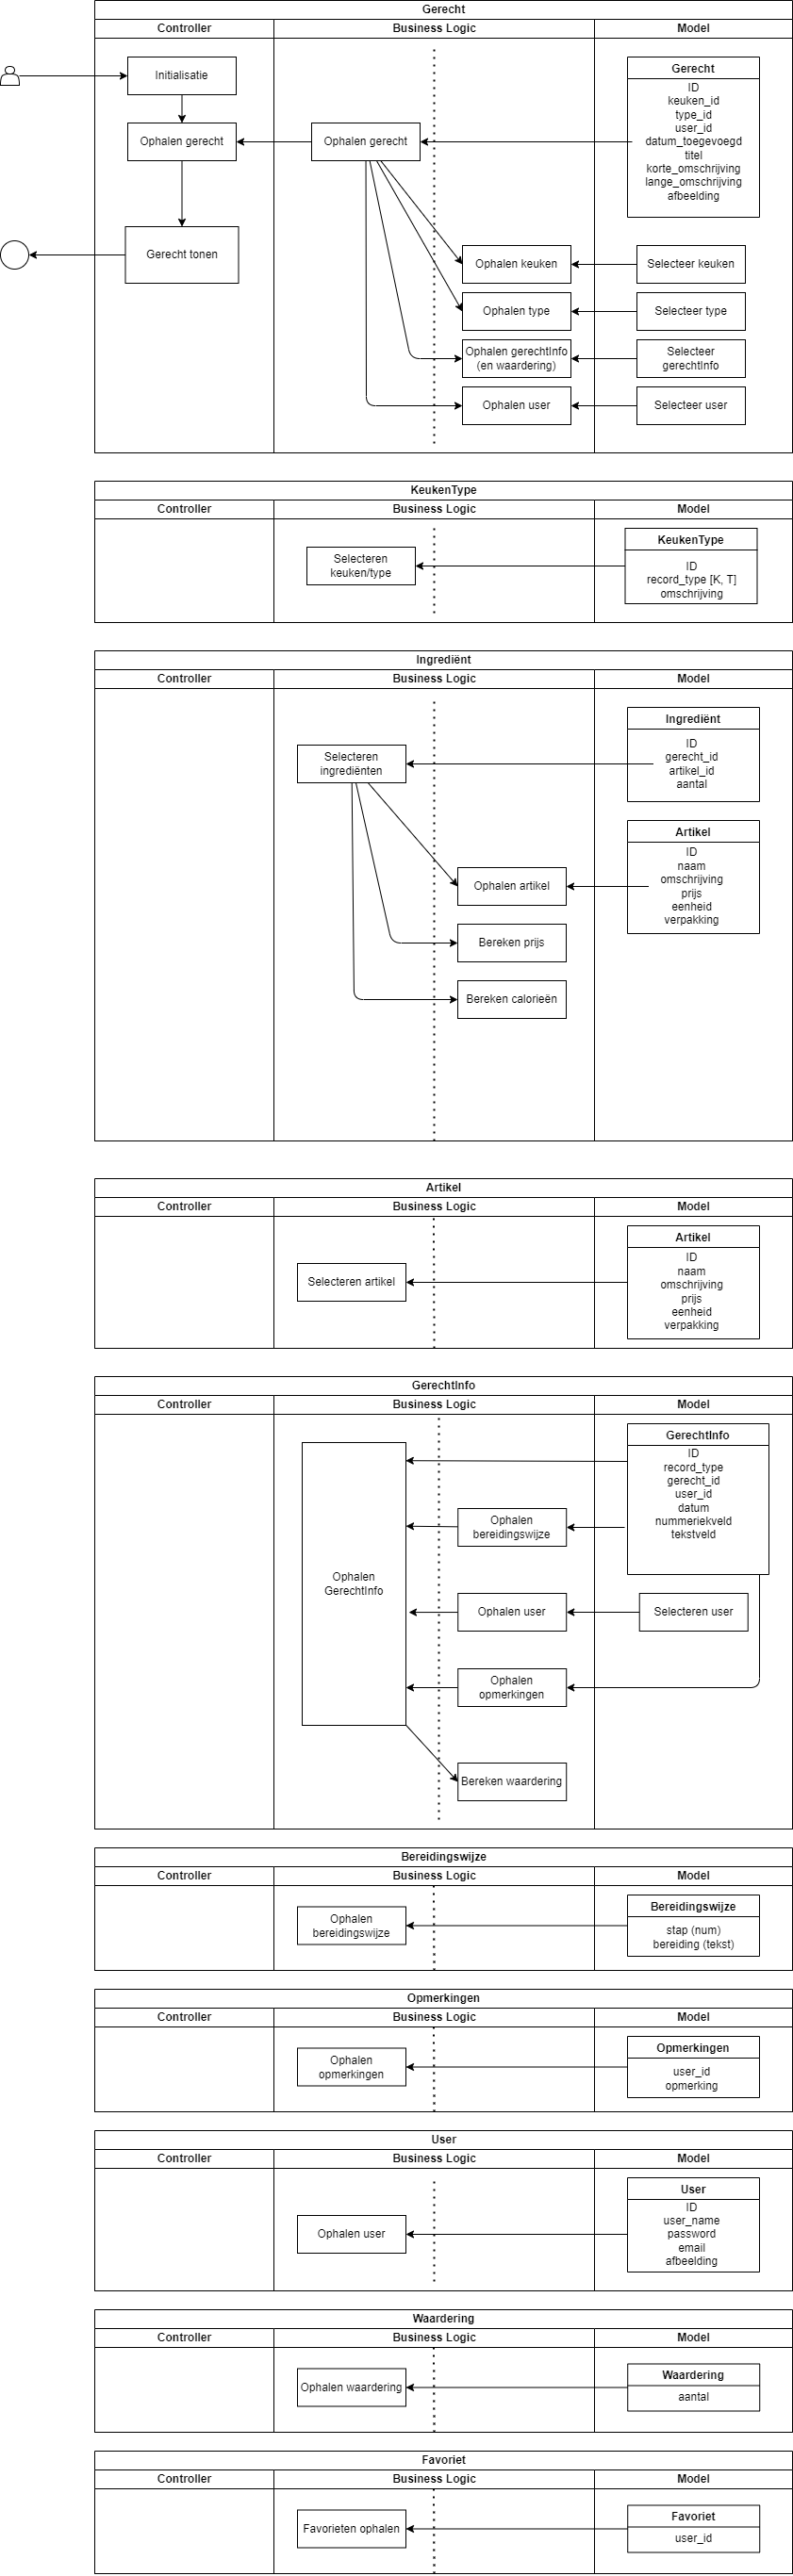 Gerecht
Controller
Business Logic
Model
Initialisatie
Gerecht
ID
keuken_id
type_id
user_id
datum_toegevoegd
titel
korte_omschrijving
lange_omschrijving
afbeelding
Ophalen gerecht
Ophalen gerecht
Gerecht tonen
Ophalen keuken
Selecteer keuken
Ophalen type
Selecteer type
Ophalen gerechtInfo
(en waardering)
Selecteer
gerechtInfo
Ophalen user
Selecteer user
KeukenType
Controller
Business Logic
Model
Selecteren
keuken/type
KeukenType
ID
record_type [K, T]
omschrijving
Ingrediënt
Controller
Business Logic
Model
Selecteren
ingrediënten
Ingrediënt
ID
gerecht_id
artikel_id
aantal
Artikel
ID
naam
omschrijving
prijs
eenheid
verpakking
Ophalen artikel
Bereken prijs
Bereken calorieën
Artikel
Controller
Business Logic
Model
Selecteren artikel
Artikel
ID
naam
omschrijving
prijs
eenheid
verpakking
GerechtInfo
Controller
Business Logic
Model
GerechtInfo
ID
record_type
gerecht_id
user_id
datum
nummeriekveld
tekstveld
Ophalen
bereidingswijze
Ophalen
GerechtInfo
Ophalen user
Selecteren user
Ophalen
opmerkingen
Bereken waardering
Bereidingswijze
Controller
Business Logic
Model
Ophalen
bereidingswijze
Bereidingswijze
stap (num)
bereiding (tekst)
Opmerkingen
Controller
Business Logic
Model
Ophalen
opmerkingen
Opmerkingen
user_id
opmerking
User
Controller
Business Logic
Model
Ophalen user
User
ID
user_name
password
email
afbeelding
Waardering
Controller
Business Logic
Model
Ophalen waardering
Waardering
aantal
Favoriet
Controller
Business Logic
Model
Favorieten ophalen
Favoriet
user_id